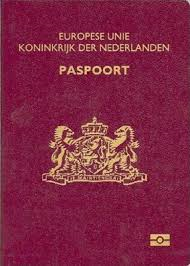 EUROPESE UNIE
KONINKRIJK DER NEDERLANDEN
PASPOORT